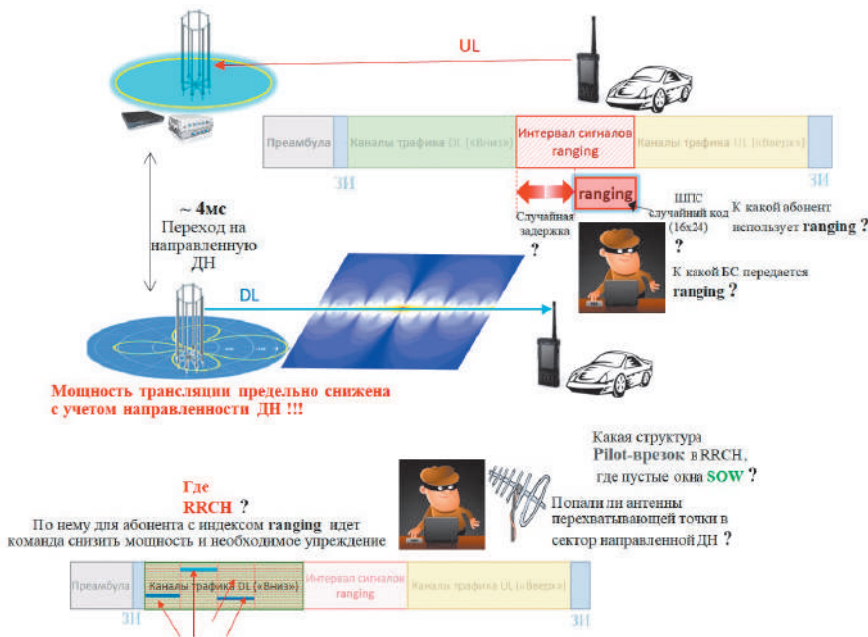 UL
Преамбула
ЗИ
Каналы трафика DL («Вниз»)
Интервал сигналов
ranging
Каналы трафика UL («Вверх»)
ЗИ
ranging
Случайная
задержка
?
ШПС
случайный код
(16x24)
?
К какой абонент
использует ranging ?
К какой БС передается
ranging ?
~ 4мс
Переход на
направленную
ДН
DL
Мощность трансляции предельно снижена
с учетом направленности ДН !!!
Какая структура
Pilot-врезок в RRCH,
где пустые окна SOW ?
Попали ли антенны
перехватывающей точки в
сектор направленной ДН ?
Где
RRCH ?
По нему для абонента с индексом ranging идет
команда снизить мощность и необходимое упреждение
Преамбула
ЗИ
Каналы трафика DL («Вниз»)
Интервал сигналов
ranging
Каналы трафика UL («Вверх»)
ЗИ